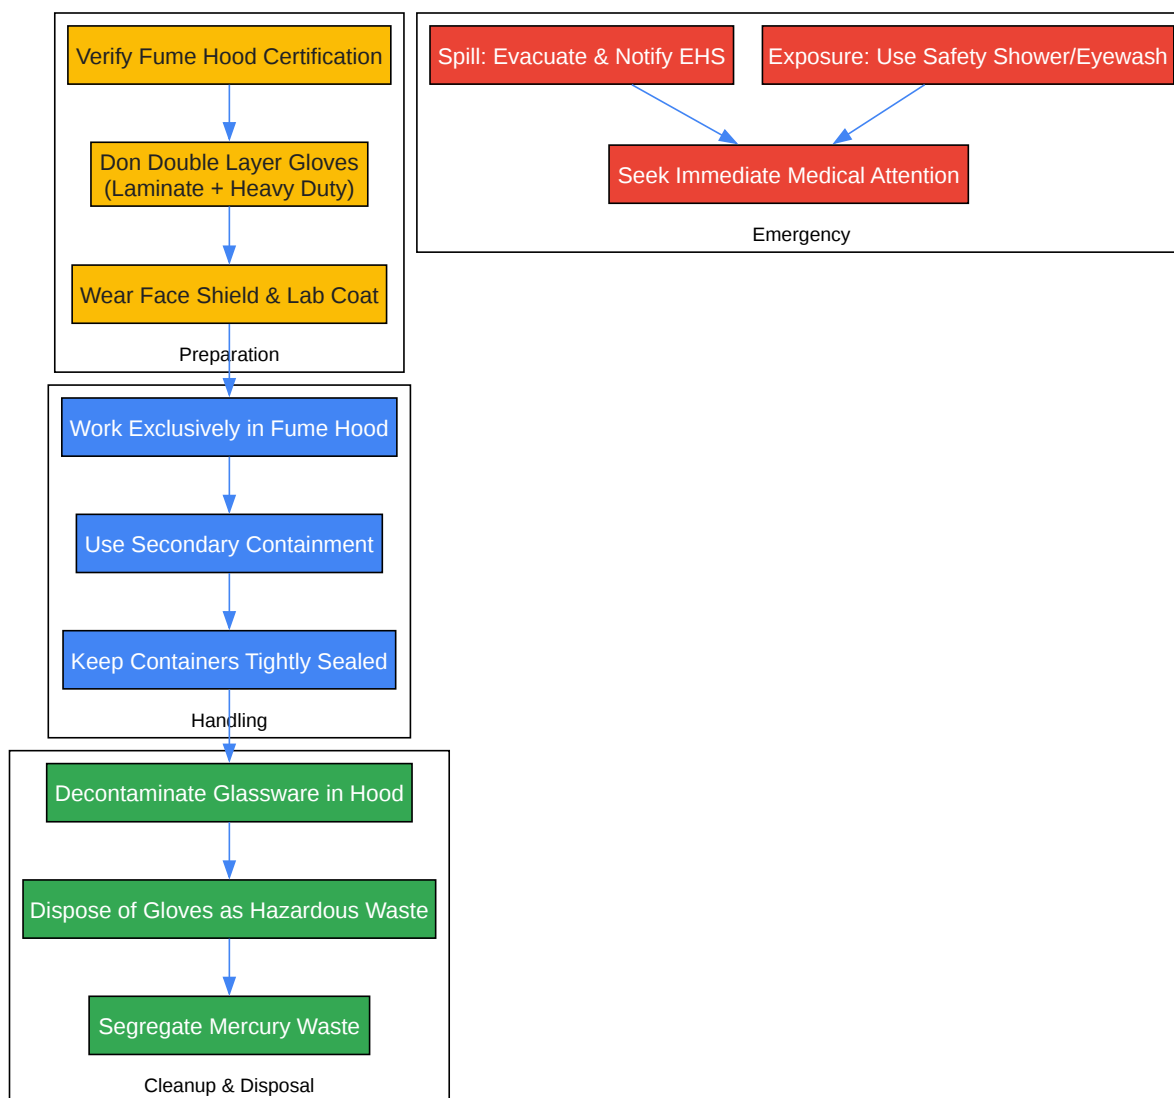 Verify Fume Hood Certification
Don Double Layer Gloves
(Laminate + Heavy Duty)
Wear Face Shield & Lab Coat
Preparation
Spill: Evacuate & Notify EHS
Exposure: Use Safety Shower/Eyewash
Seek Immediate Medical Attention
Emergency
Work Exclusively in Fume Hood
Use Secondary Containment
Keep Containers Tightly Sealed
Handling
Decontaminate Glassware in Hood
Dispose of Gloves as Hazardous Waste
Segregate Mercury Waste
Cleanup & Disposal